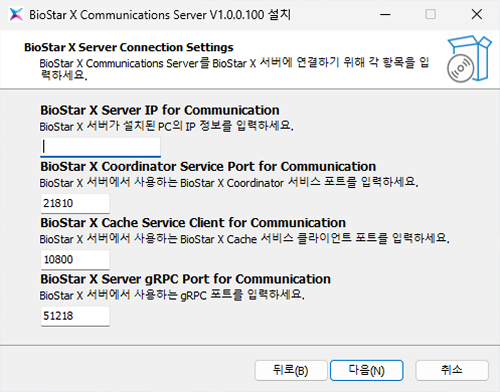 BioStar X Communications Server V1.0.0.100 설치
BioStar X Server Connection Settings
BioStar X Communications Server를 BioStar X 서버에 연결하기 위해 각 항목을 입
력하세요.
BioStar X Server IP for Communication
BioStar X 서버가 설치된 PC의 IP 정보를 입력하세요.
BioStar X Coordinator Service Port for Communication
BioStar X 서버에서 사용하는 BioStar X Coordinator 서비스 포트를 입력하세요.
21810
BioStar X Cache Service Client for Communication
BioStar X 서버에서 사용하는 BioStar X Cache 서비스 클라이언트 포트를 입력하세요.
10800
BioStar X Server gRPC Port for Communication
BioStar X 서버에서 사용하는 gRPC 포트를 입력하세요.
51218
뒤로(B) 다음(N) 취소